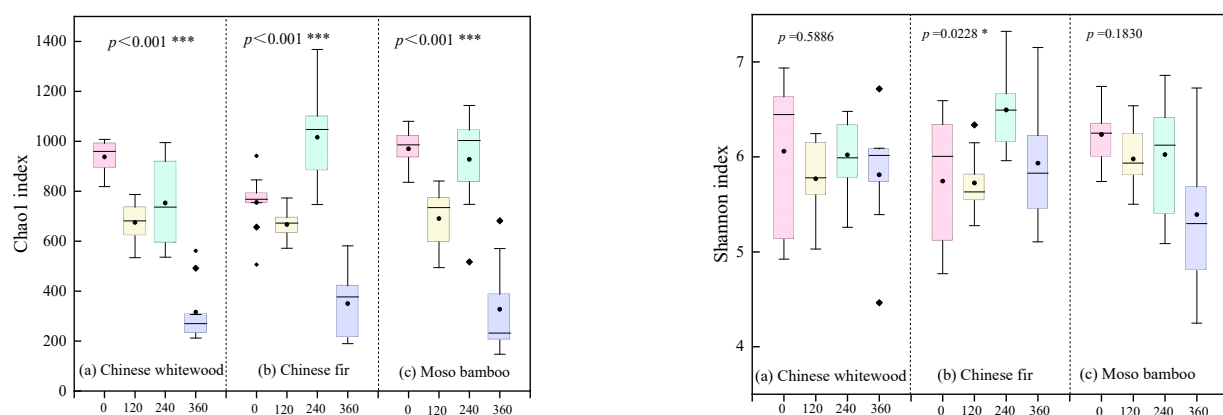 1400
1200
1000
800
600
400
200
0
Chao1 index
p<0.001 ***
p<0.001 ***
p<0.001 ***
(a) Chinese whitewood
(b) Chinese fir
(c) Moso bamboo
0 120 240 360 0 120 240 360 0 120 240 360
7
6
5
4
Shannon index
p =0.5886
p =0.0228 *
p =0.1830
(a) Chinese whitewood
(b) Chinese fir
(c) Moso bamboo
0 120 240 360 0 120 240 360 0 120 240 360